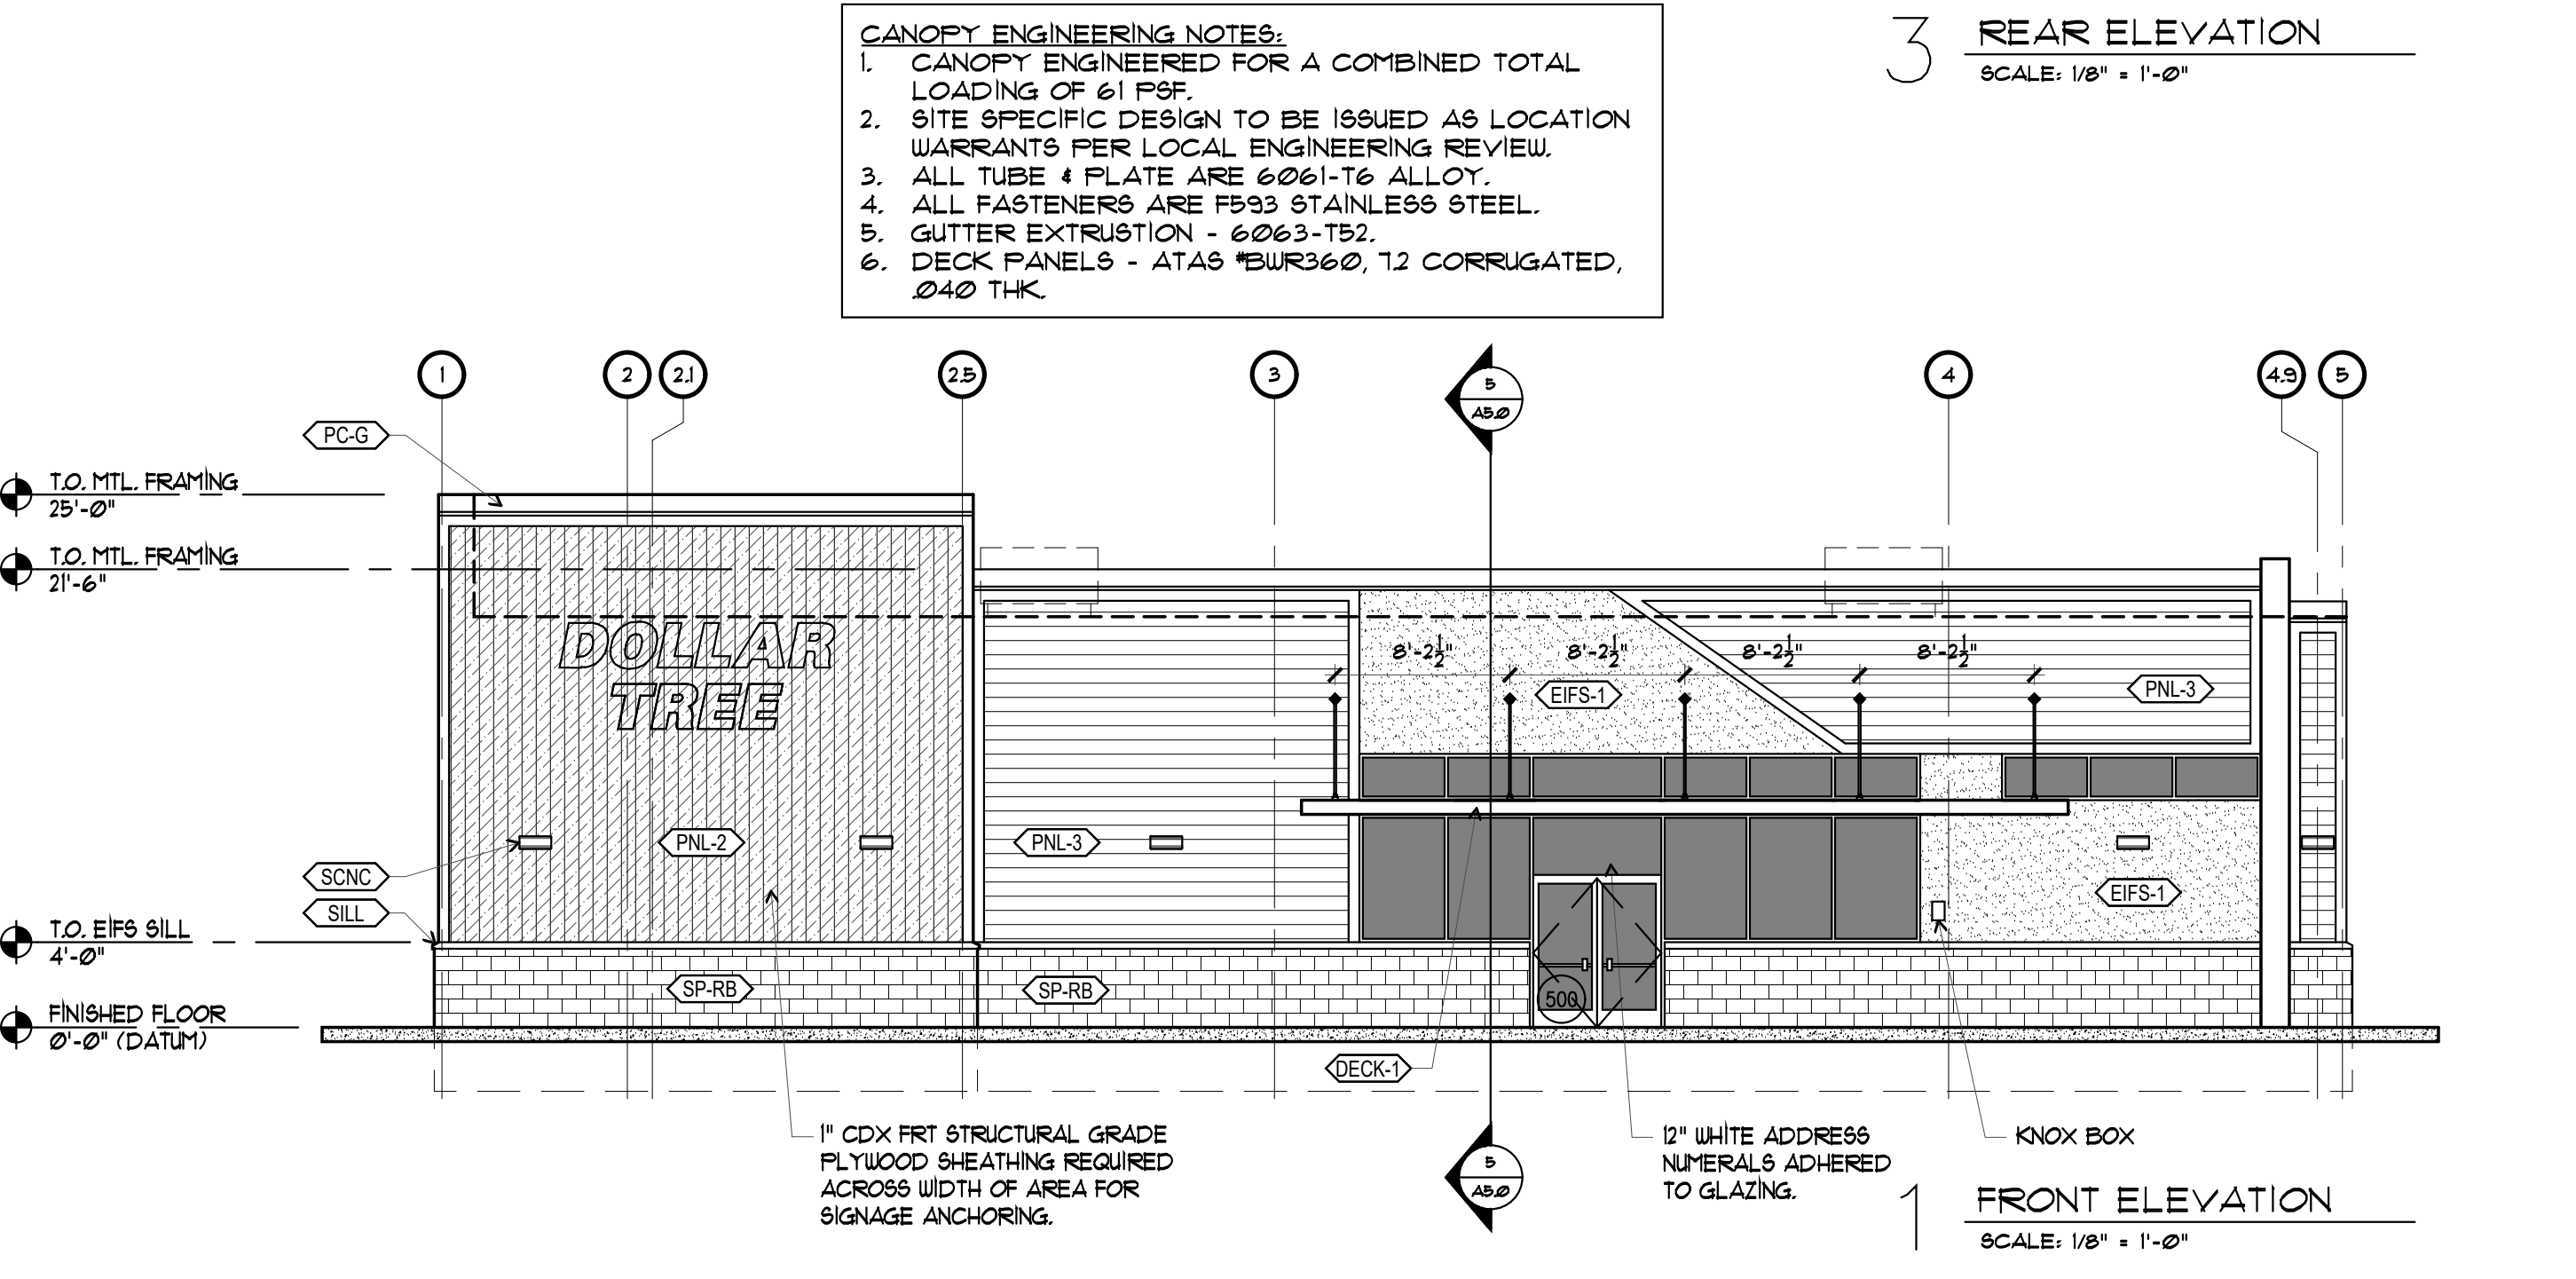 CANOPY ENGINEERING NOTES:
1. CANOPY ENGINEERED FOR A COMBINED TOTAL
LOADING OF 61 PSF.
2. SITE SPECIFIC DESIGN TO BE ISSUED AS LOCATION
WARRANTS PER LOCAL ENGINEERING REVIEW.
3. ALL TUBE & PLATE ARE 6061-T6 ALLOY.
4. ALL FASTENERS ARE F593 STAINLESS STEEL.
5. GUTTER EXTRUSTION - 6063-T52.
6. DECK PANELS - ATAS #BWR360, 7.2 CORRUGATED,
.040 THK.
3 REAR ELEVATION
SCALE: 1/8" = 1'-0"
1 2 2.1 2.5 3 4 4.9 5
5
A5.0
PC-G
T.O. MTL. FRAMING
25'-0"
T.O. MTL. FRAMING
21'-6"
DOLLAR
TREE
8'-2½" 8'-2½" 8'-2½" 8'-2½"
EIFS-1
PNL-3
PNL-2
PNL-3
SCNC
SILL
EIFS-1
T.O. EIFS SILL
4'-0"
SP-RB
SP-RB
500
FINISHED FLOOR
0'-0" (DATUM)
DECK-1
1" CDX FRT STRUCTURAL GRADE
PLYWOOD SHEATHING REQUIRED
ACROSS WIDTH OF AREA FOR
SIGNAGE ANCHORING.
5
A5.0
12" WHITE ADDRESS
NUMERALS ADHERED
TO GLAZING.
KNOX BOX
1 FRONT ELEVATION
SCALE: 1/8" = 1'-0"